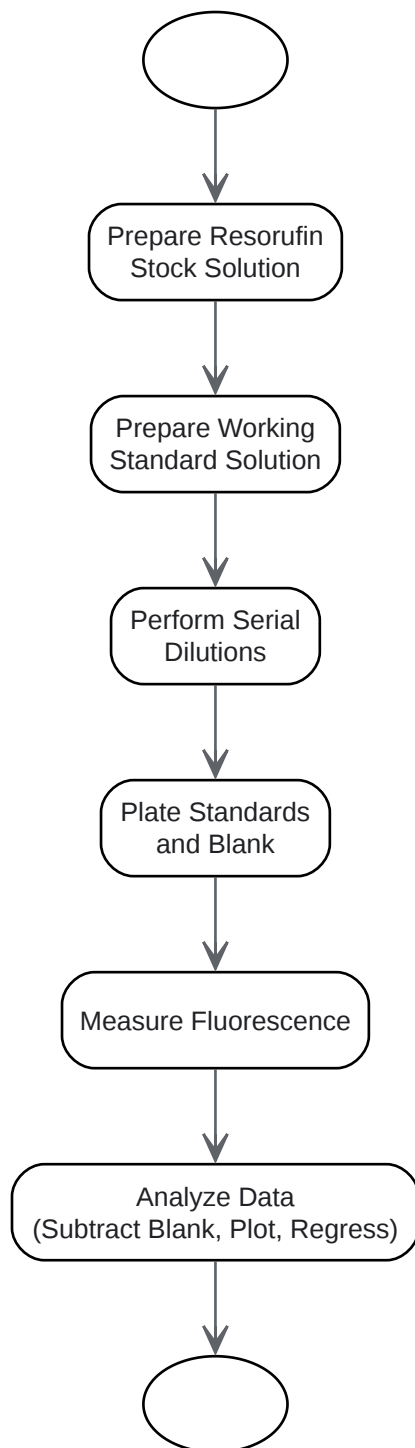 Prepare Resorufin
Stock Solution
Prepare Working
Standard Solution
Perform Serial
Dilutions
Plate Standards
and Blank
Measure Fluorescence
Analyze Data
(Subtract Blank, Plot, Regress)